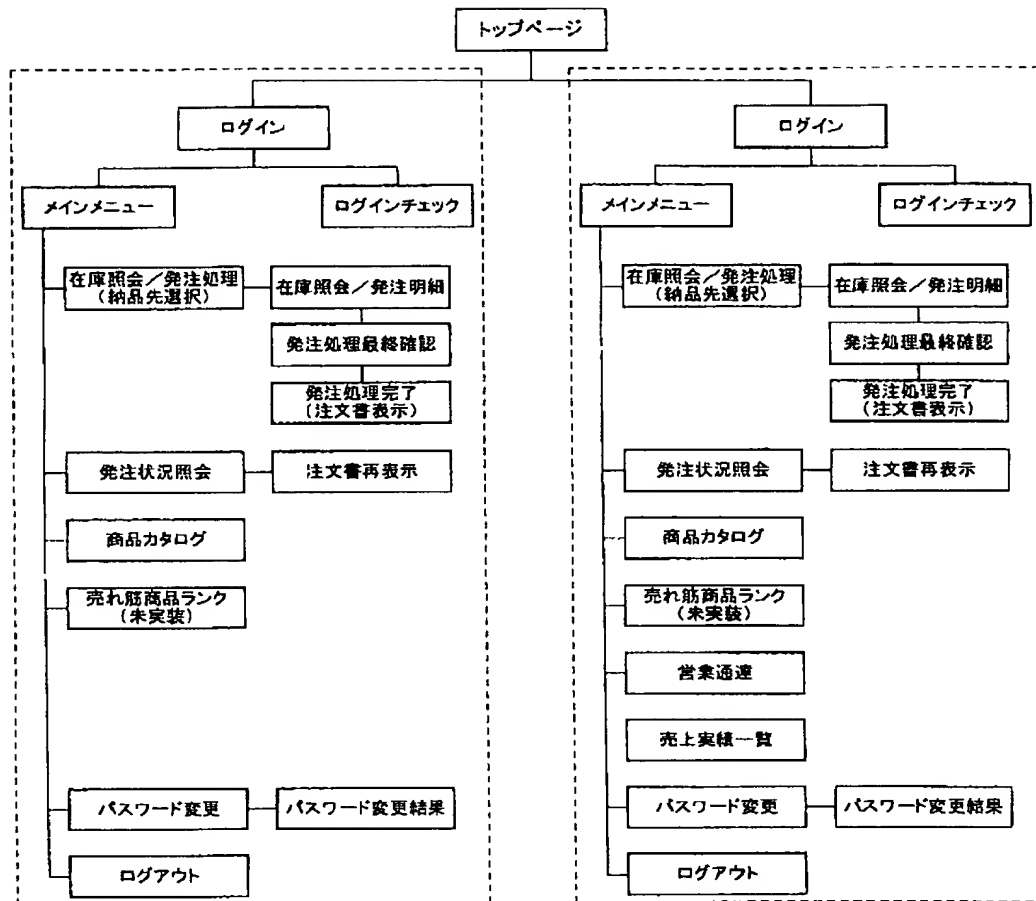 トップページ
ログイン
メインメニュー
ログインチェック
在庫照会／発注処理
(納品先選択)
在庫照会／発注明細
発注処理最終確認
発注処理完了
(注文書表示)
発注状況照会
注文書再表示
商品カタログ
売れ筋商品ランク
(未実装)
パスワード変更
パスワード変更結果
ログアウト
ログイン
メインメニュー
ログインチェック
在庫照会／発注処理
(納品先選択)
在庫照会／発注明細
発注処理最終確認
発注処理完了
(注文書表示)
発注状況照会
注文書再表示
商品カタログ
売れ筋商品ランク
(未実装)
営業通達
売上実績一覧
パスワード変更
パスワード変更結果
ログアウト